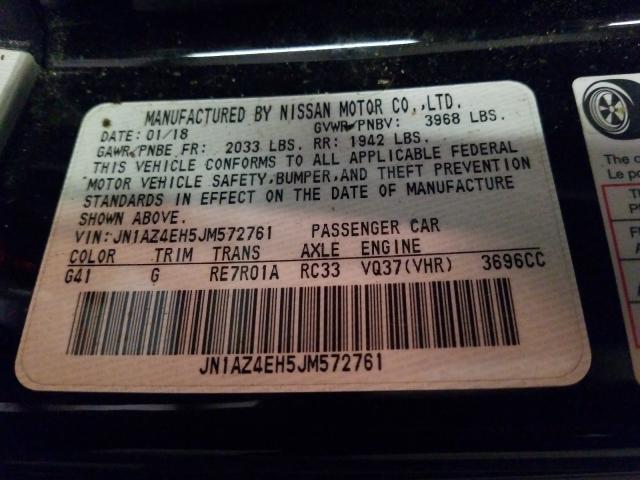 MANUFACTURED BY NISSAN MOTOR CO.,LTD.
DATE: 01/18 GVWR/PNBV: 3968 LBS.
GAWR/PNBE FR: 2033 LBS. RR: 1942 LBS.
THIS VEHICLE CONFORMS TO ALL APPLICABLE FEDERAL
MOTOR VEHICLE SAFETY,BUMPER,AND THEFT PREVENTION
STANDARDS IN EFFECT ON THE DATE OF MANUFACTURE
SHOWN ABOVE.
VIN:JN1AZ4EH5JM572761 PASSENGER CAR
COLOR TRIM TRANS AXLE ENGINE
G41 G RE7R01A RC33 VQ37(VHR) 3696CC
JN1AZ4EH5JM572761
The
Le